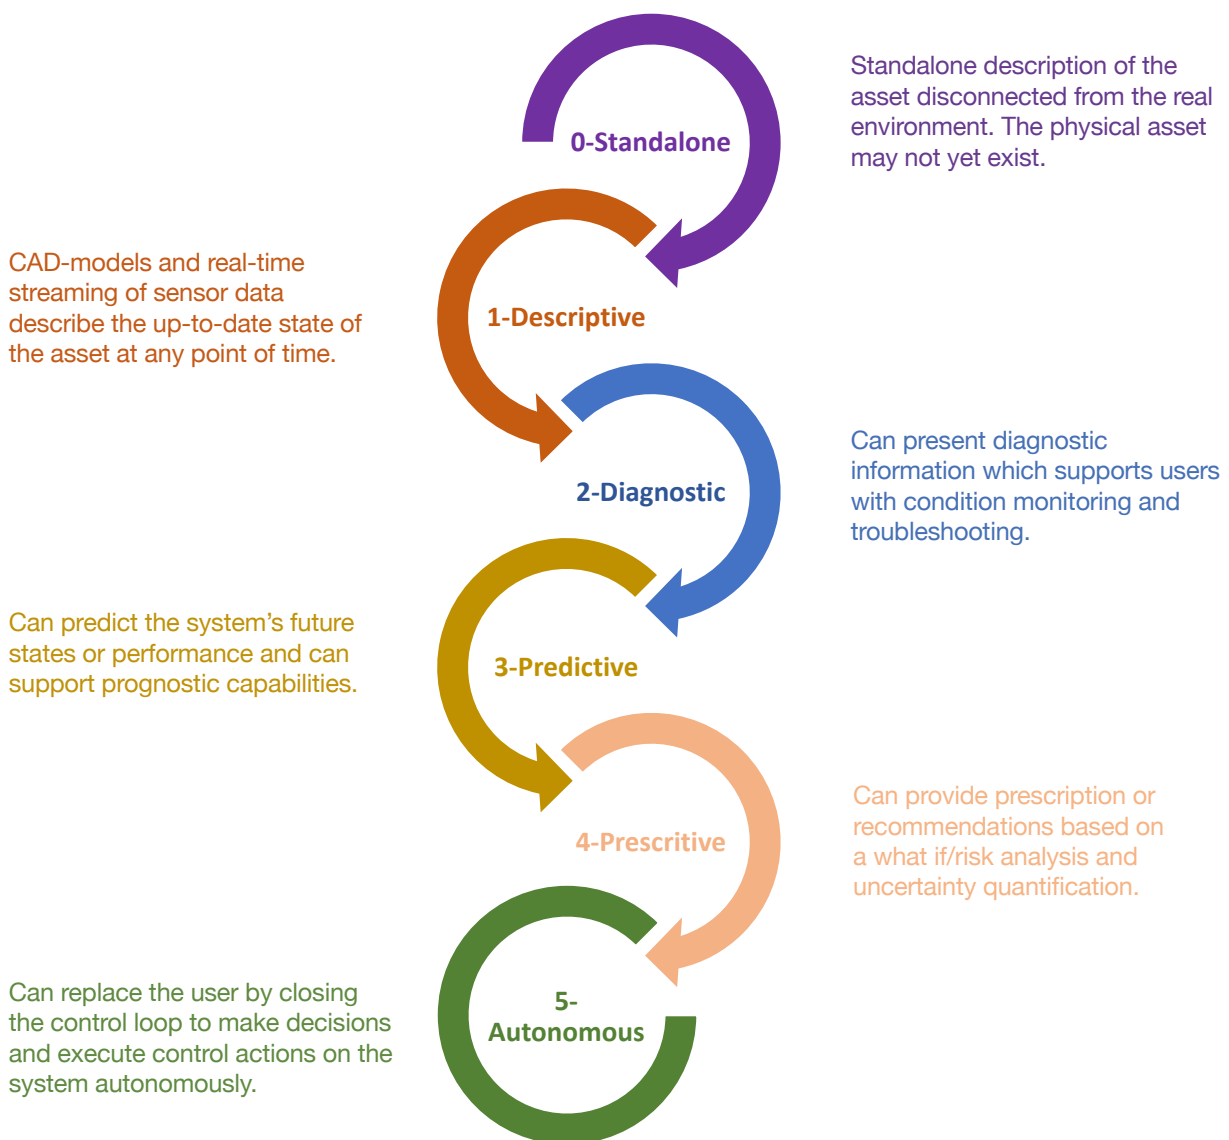 Standalone description of the
asset disconnected from the real
environment. The physical asset
may not yet exist.
0-Standalone
CAD-models and real-time
streaming of sensor data
describe the up-to-date state of
the asset at any point of time.
1-Descriptive
Can present diagnostic
information which supports users
with condition monitoring and
troubleshooting.
2-Diagnostic
Can predict the system’s future
states or performance and can
support prognostic capabilities.
3-Predictive
Can provide prescription or
recommendations based on
a what if/risk analysis and
uncertainty quantification.
4-Prescritive
Can replace the user by closing
the control loop to make decisions
and execute control actions on the
system autonomously.
5-
Autonomous